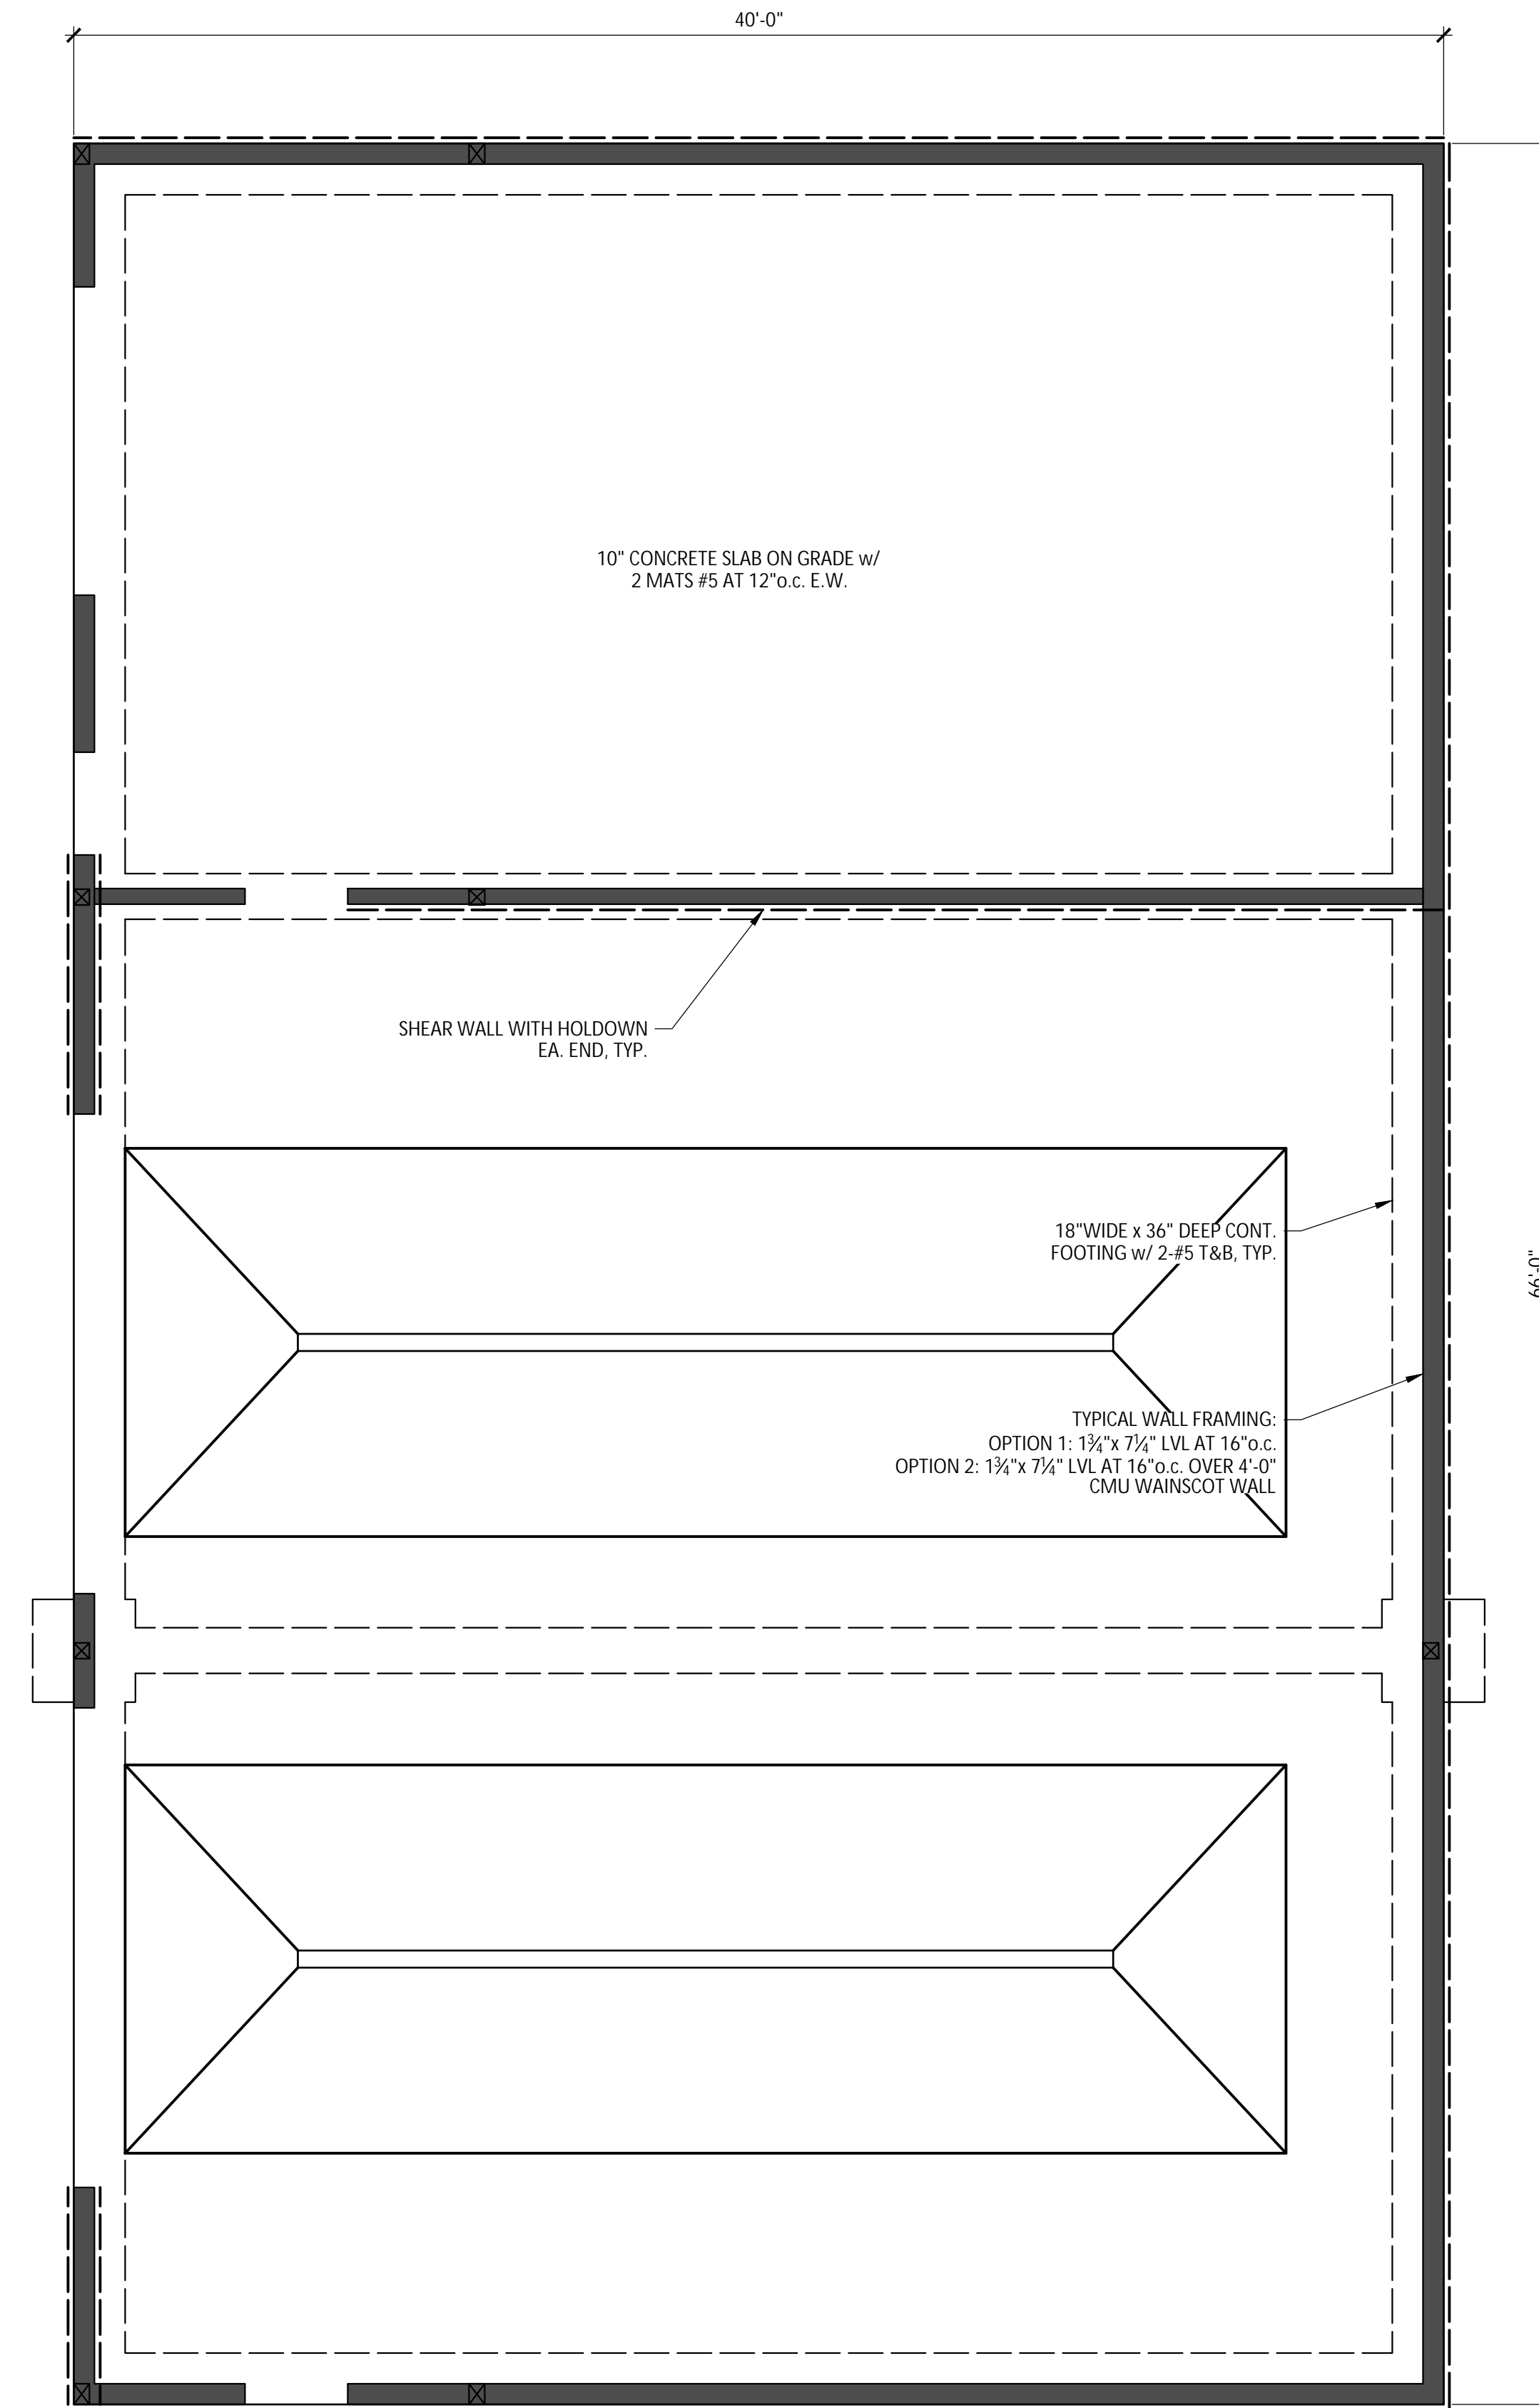 40'-0"
10" CONCRETE SLAB ON GRADE w/
2 MATS #5 AT 12"o.c. E.W.
SHEAR WALL WITH HOLDOWN
EA. END, TYP.
18"WIDE x 36" DEEP CONT.
FOOTING w/ 2-#5 T&B, TYP.
66'-0"
TYPICAL WALL FRAMING:
OPTION 1: 1¾"x 7¼" LVL AT 16"o.c.
OPTION 2: 1¾"x 7¼" LVL AT 16"o.c. OVER 4'-0"
CMU WAINSCOT WALL